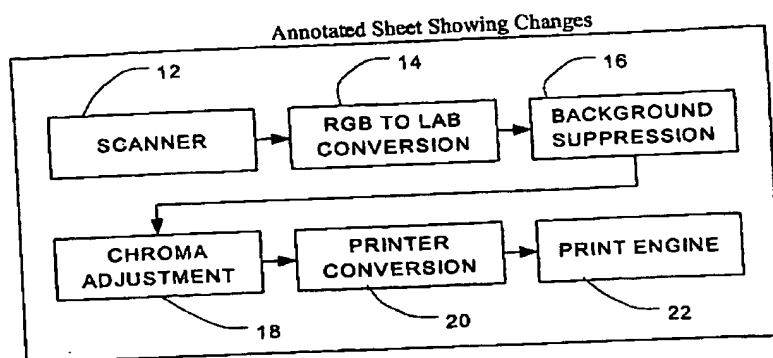 Annotated Sheet Showing Changes
12
14
16
SCANNER
RGB TO LAB
CONVERSION
BACKGROUND
SUPPRESSION
CHROMA
ADJUSTMENT
PRINTER
CONVERSION
PRINT ENGINE
18
20
22